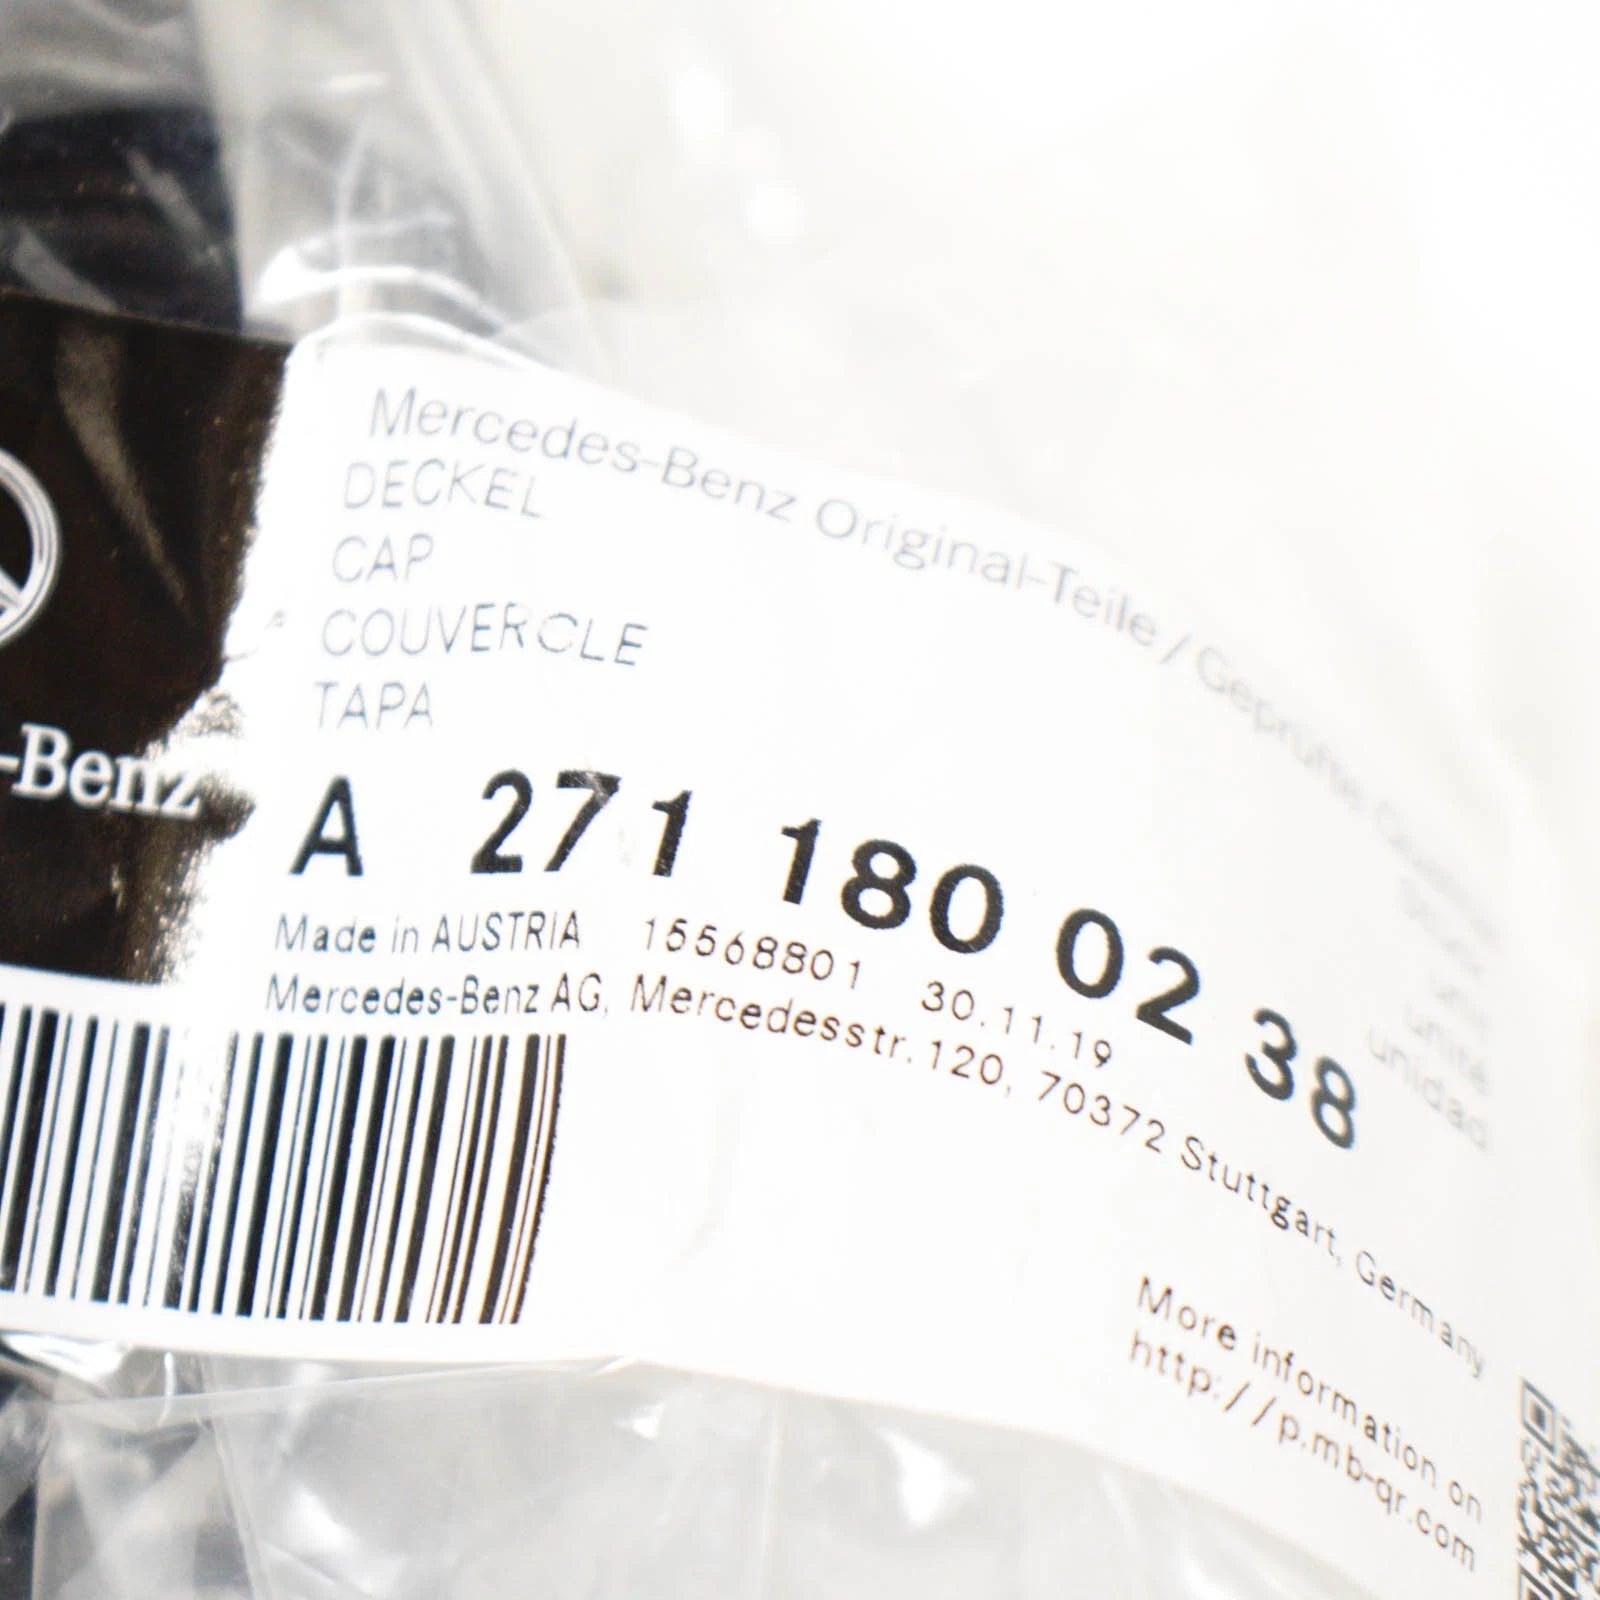 Mercedes-Benz Original-Teile / Geprüfte
DECKEL
CAP
COUVERCLE
TAPA
-Benz
A 271 180 02 38
unité
unidad
Made in AUSTRIA 15568801 30.11.19
Mercedes-Benz AG, Mercedesstr. 120, 70372 Stuttgart, Germany
More information on
http://p.mb-qr.com